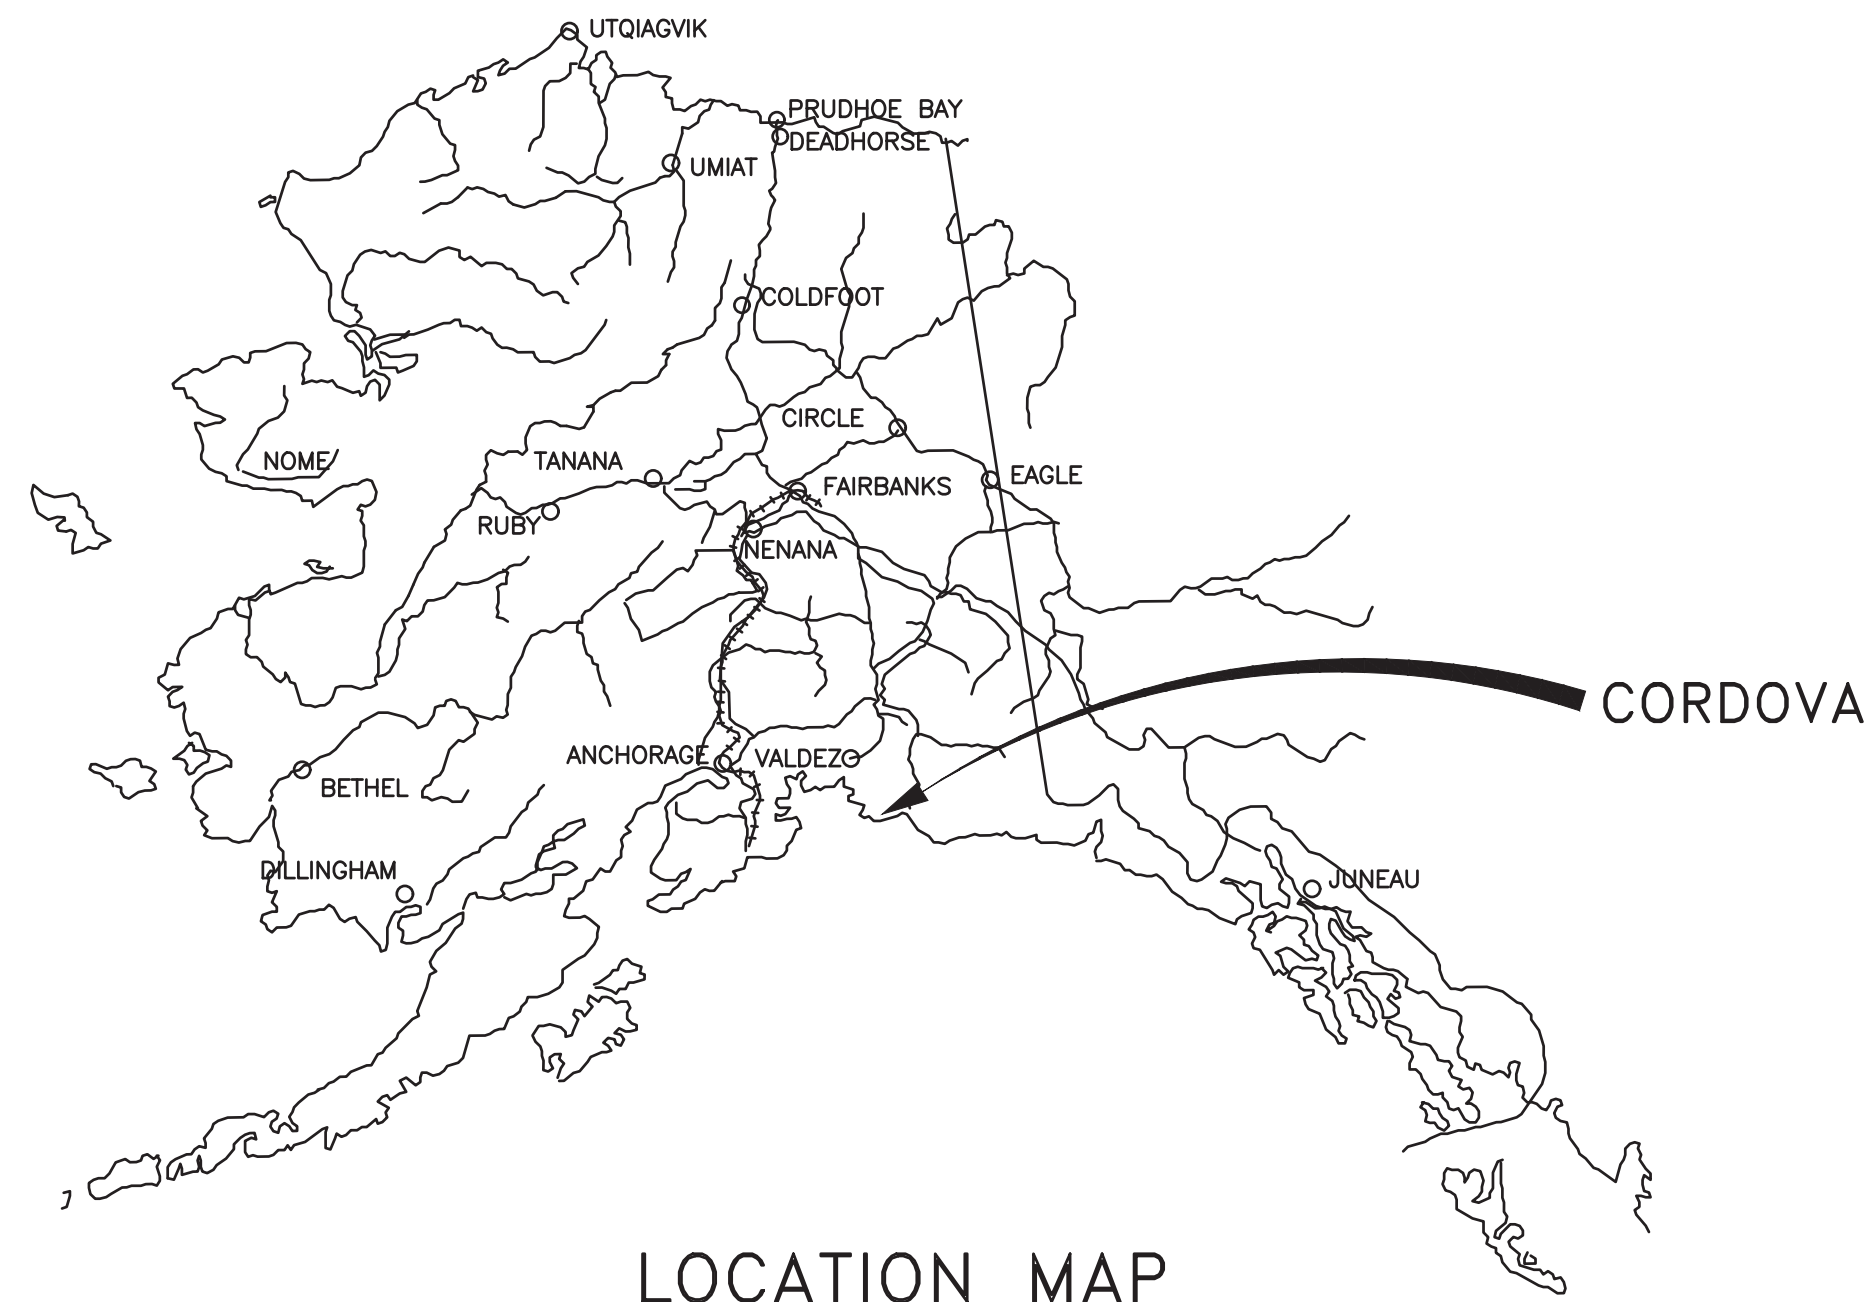 UTQIAGVIK
PRUDHOE BAY
DEADHORSE
UMIAT
COLDFOOT
CIRCLE
NOME
TANANA
EAGLE
FAIRBANKS
RUBY
NENANA
CORDOVA
ANCHORAGE
VALDEZ
BETHEL
DILLINGHAM
JUNEAU
LOCATION MAP